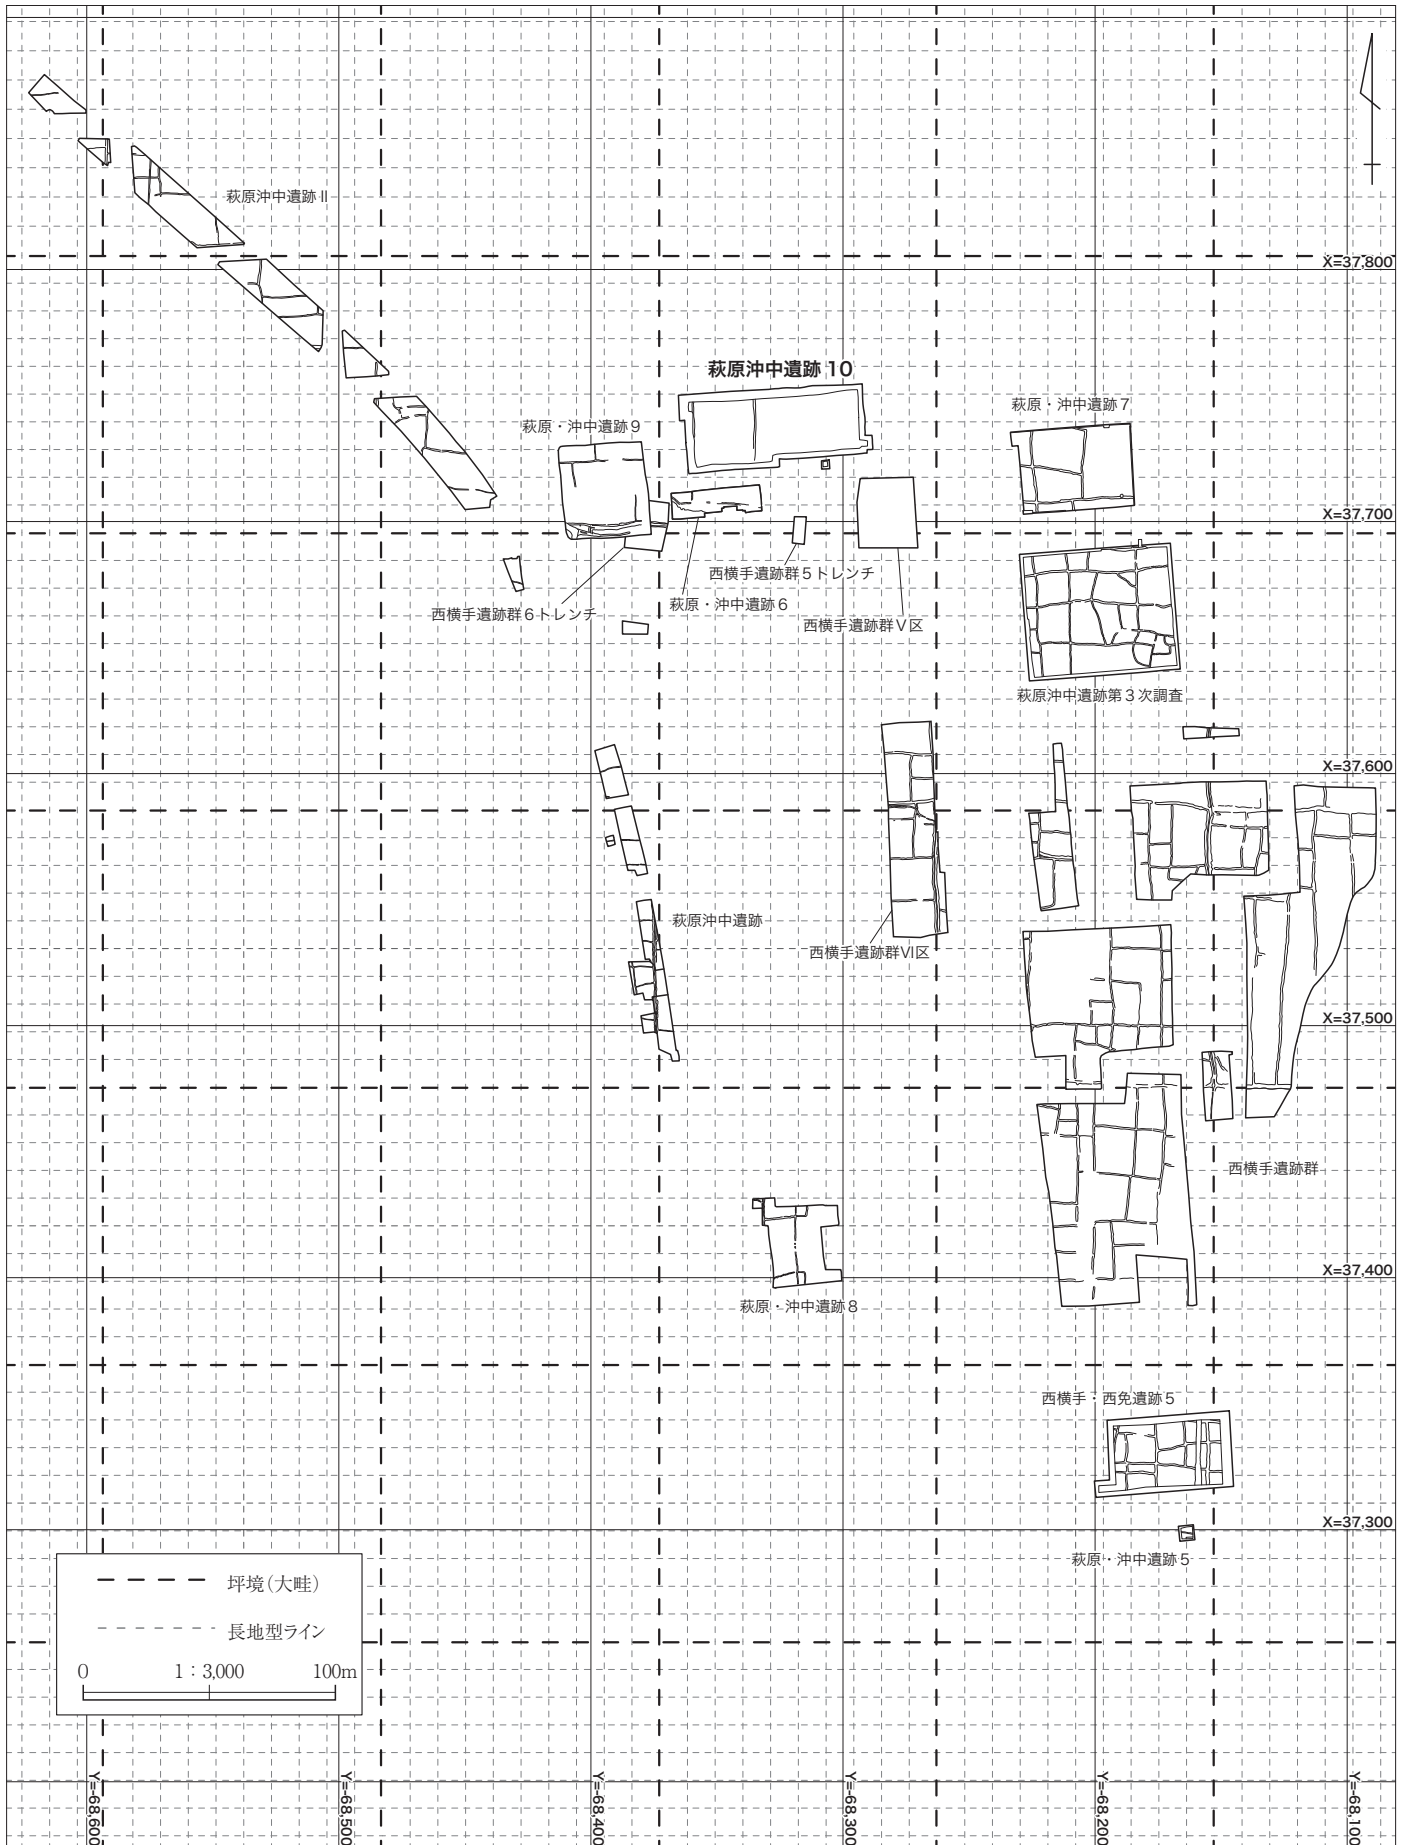 萩原沖中遺跡Ⅱ
X=37,800
萩原沖中遺跡 10
萩原・沖中遺跡７
萩原・沖中遺跡９
X=37,700
西横手遺跡群５トレンチ
西横手遺跡群６トレンチ
萩原・沖中遺跡６
西横手遺跡群Ⅴ区
萩原沖中遺跡第３次調査
X=37,600
萩原沖中遺跡
西横手遺跡群Ⅵ区
X=37,500
西横手遺跡群
X=37,400
萩原・沖中遺跡８
西横手・西免遺跡５
X=37,300
萩原・沖中遺跡５
坪境（大畦）
長地型ライン
0 1：3,000 100m
Y=-68,600
Y=-68,500
Y=-68,400
Y=-68,300
Y=-68,200
Y=-68,100